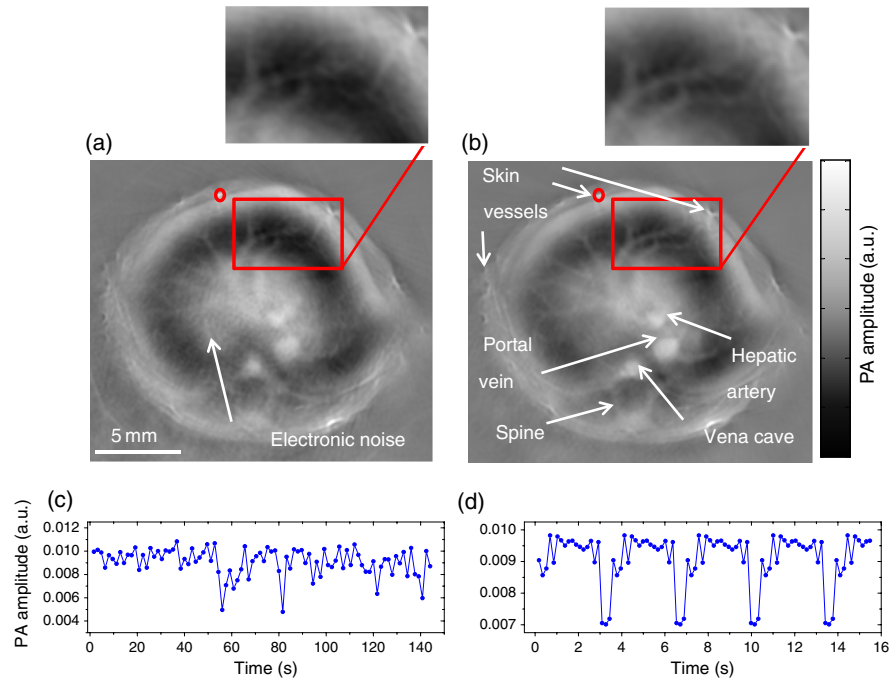 (a)
(b)
Skin
vessels
Portal
vein
Hepatic
artery
Spine
Vena cave
Electronic noise
5 mm
PA amplitude (a.u.)
(c)
(d)
PA amplitude (a.u.)
0.012
0.010
0.008
0.006
0.004
0 20 40 60 80 100 120 140
Time (s)
0.010
0.009
0.008
0.007
0 2 4 6 8 10 12 14 16
Time (s)